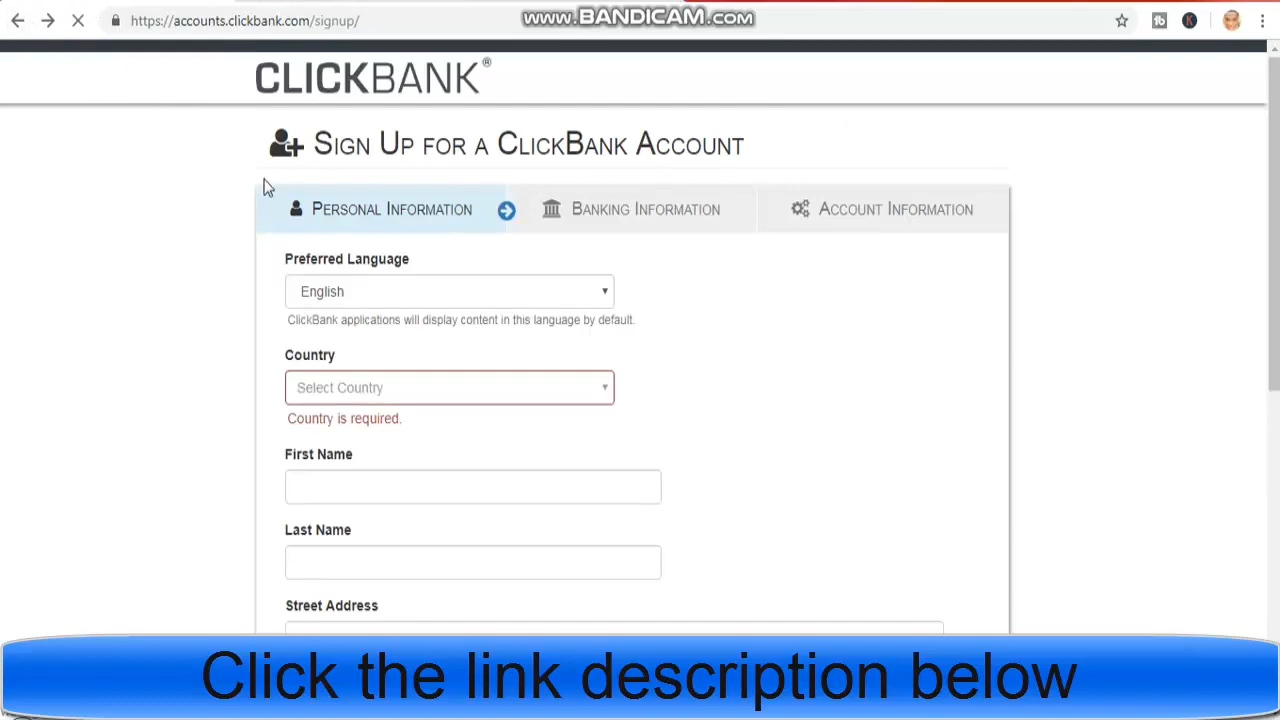 https://accounts.clickbank.com/signup/
www.BANDICAM.com
CLICKBANK®
Sign Up for a ClickBank Account
Personal Information
Banking Information
Account Information
Preferred Language
English
ClickBank applications will display content in this language by default.
Country
Select Country
Country is required.
First Name
Last Name
Street Address
Click the link description below